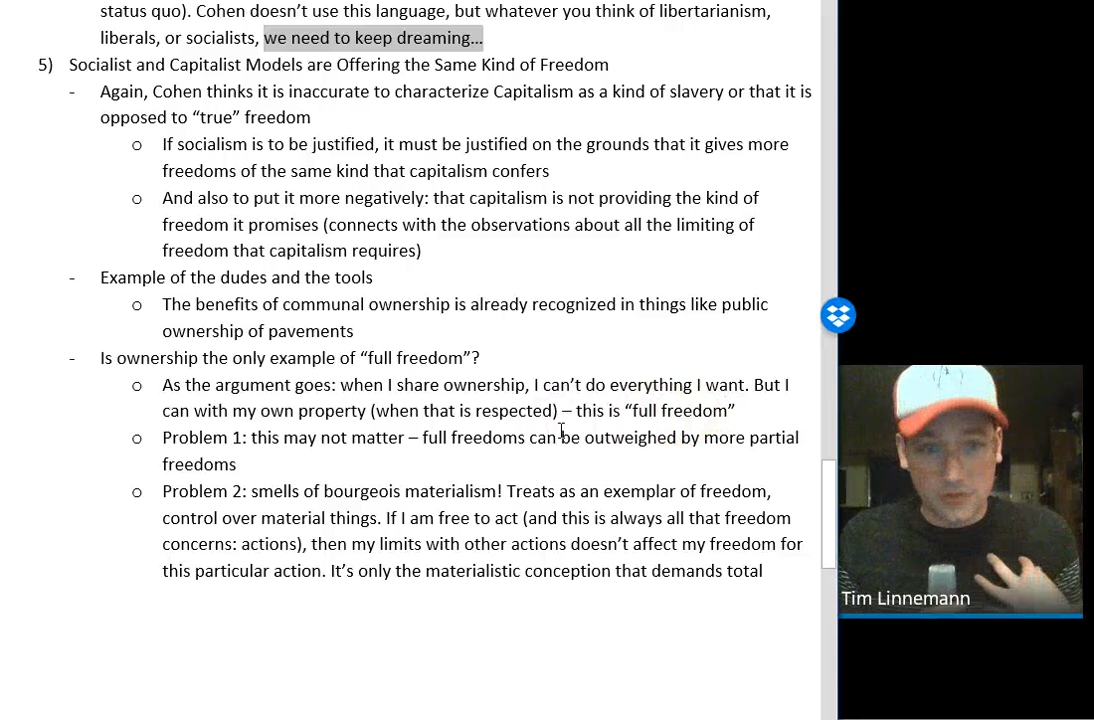 status quo). Cohen doesn’t use this language, but whatever you think of libertarianism,
liberals, or socialists, we need to keep dreaming…
5) Socialist and Capitalist Models are Offering the Same Kind of Freedom
- Again, Cohen thinks it is inaccurate to characterize Capitalism as a kind of slavery or that it is
opposed to “true” freedom
o If socialism is to be justified, it must be justified on the grounds that it gives more
freedoms of the same kind that capitalism confers
o And also to put it more negatively: that capitalism is not providing the kind of
freedom it promises (connects with the observations about all the limiting of
freedom that capitalism requires)
- Example of the dudes and the tools
o The benefits of communal ownership is already recognized in things like public
ownership of pavements
- Is ownership the only example of “full freedom”?
o As the argument goes: when I share ownership, I can’t do everything I want. But I
can with my own property (when that is respected) – this is “full freedom”
o Problem 1: this may not matter – full freedoms can be outweighed by more partial
freedoms
o Problem 2: smells of bourgeois materialism! Treats as an exemplar of freedom,
control over material things. If I am free to act (and this is always all that freedom
concerns: actions), then my limits with other actions doesn’t affect my freedom for
this particular action. It’s only the materialistic conception that demands total
Tim Linnemann